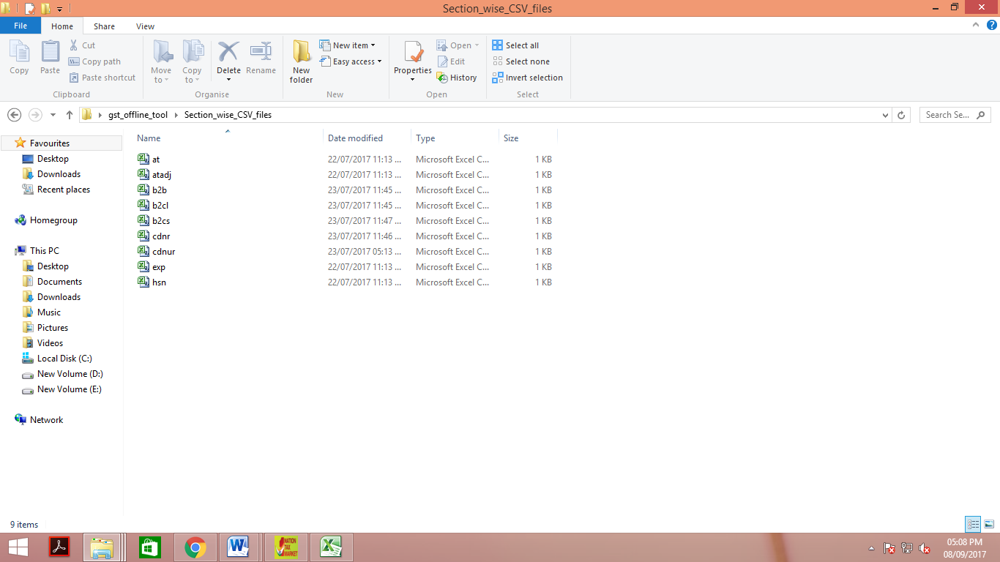 Section_wise_CSV_files
File Home Share View
Copy Paste Cut Copy path Paste shortcut
Clipboard
Move to Copy to Delete Rename
Organise
New folder New item Easy access
New
Properties Open Edit History
Open
Select all Select none Invert selection
Select
gst_offline_tool Section_wise_CSV_files Search Se...
Favourites
Desktop
Downloads
Recent places
Homegroup
This PC
Desktop
Documents
Downloads
Music
Pictures
Videos
Local Disk (C:)
New Volume (D:)
New Volume (E:)
Network
Name Date modified Type Size
at 22/07/2017 11:13 ... Microsoft Excel C... 1 KB
atadj 22/07/2017 11:13 ... Microsoft Excel C... 1 KB
b2b 23/07/2017 11:45 ... Microsoft Excel C... 1 KB
b2cl 23/07/2017 11:45 ... Microsoft Excel C... 1 KB
b2cs 23/07/2017 11:47 ... Microsoft Excel C... 1 KB
cdnr 23/07/2017 11:46 ... Microsoft Excel C... 1 KB
cdnur 23/07/2017 05:13 ... Microsoft Excel C... 1 KB
exp 22/07/2017 11:13 ... Microsoft Excel C... 1 KB
hsn 22/07/2017 11:13 ... Microsoft Excel C... 1 KB
9 items
NATION
TAX
MARKET
05:08 PM
08/09/2017